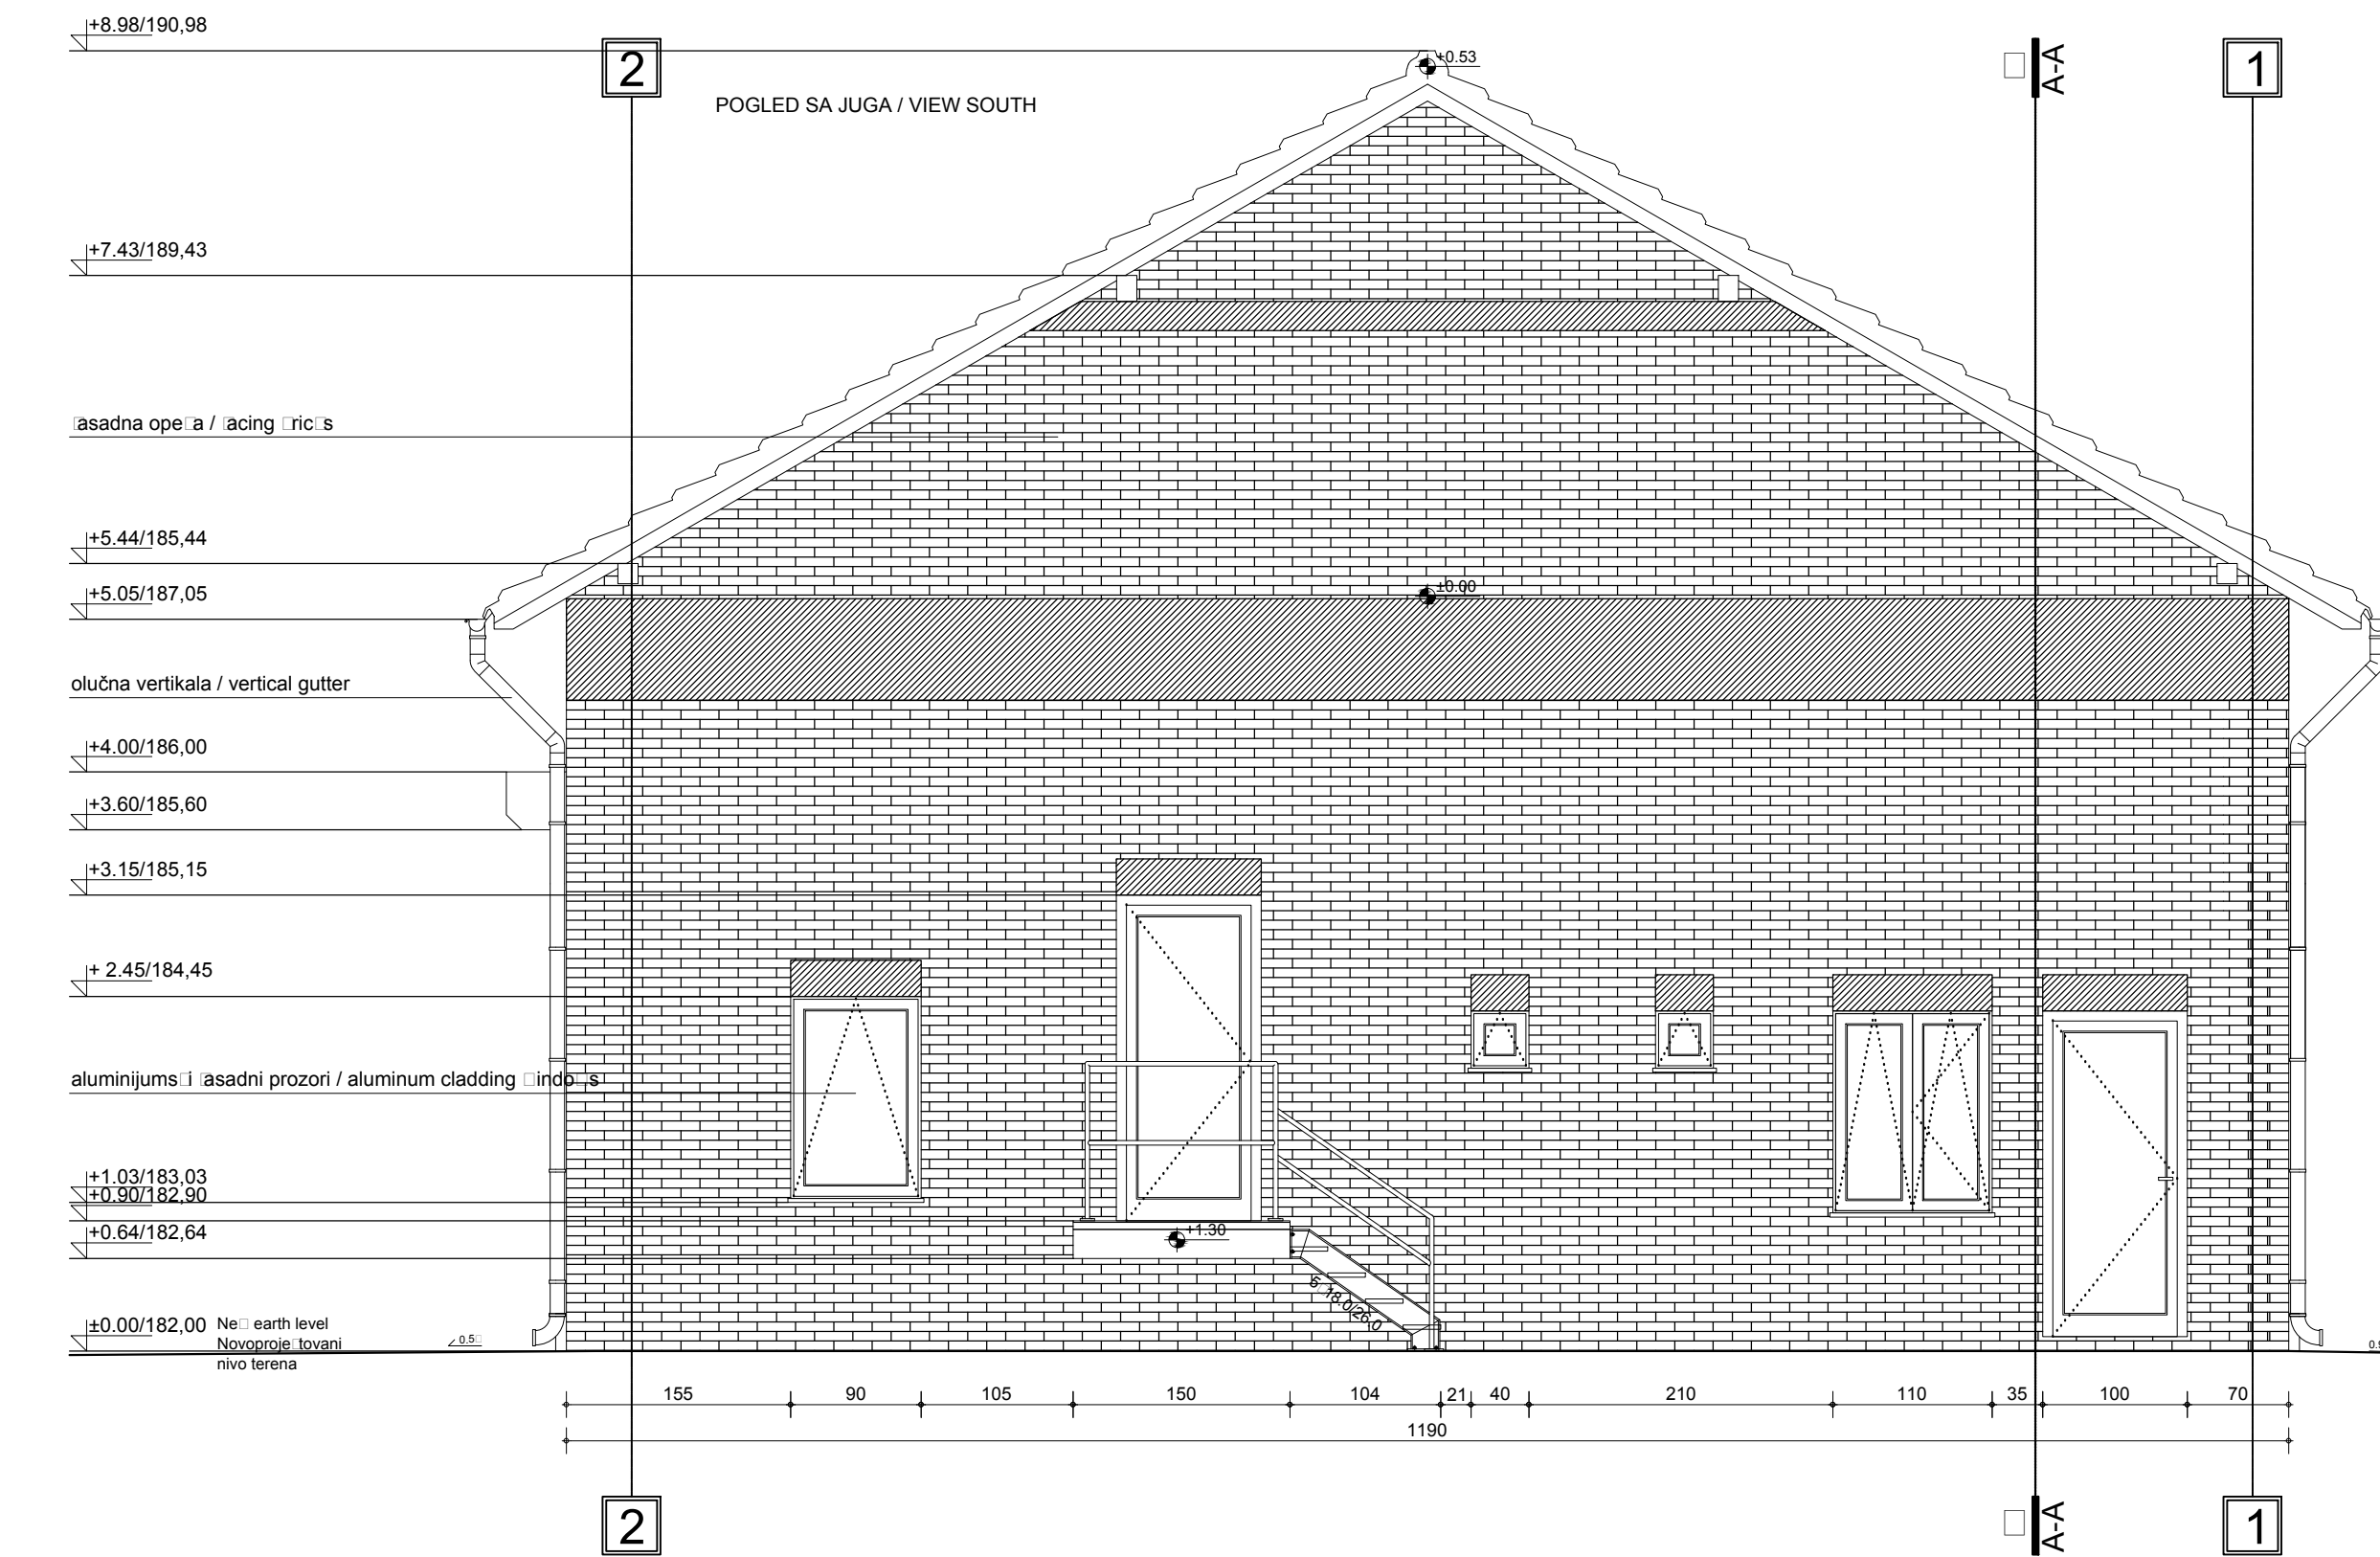 +8.98/190,98
2
A-A
1
+0.53
POGLED SA JUGA / VIEW SOUTH
+7.43/189,43
□asadna ope□a / □acing □ric□s
+5.44/185,44
±0.00
+5.05/187,05
olučna vertikala / vertical gutter
+4.00/186,00
+3.60/185,60
+3.15/185,15
+ 2.45/184,45
aluminijums□i □asadni prozori / aluminum cladding □indo□s
+1.03/183,03
+0.90/182,90
+0.64/182,64
+1.30
5□18.0/26.0
±0.00/182,00 Ne□ earth level
Novoproje□tovani
nivo terena
0.5□
155 90 105 150 104 21 40 210 110 35 100 70
1190
2
A-A
1